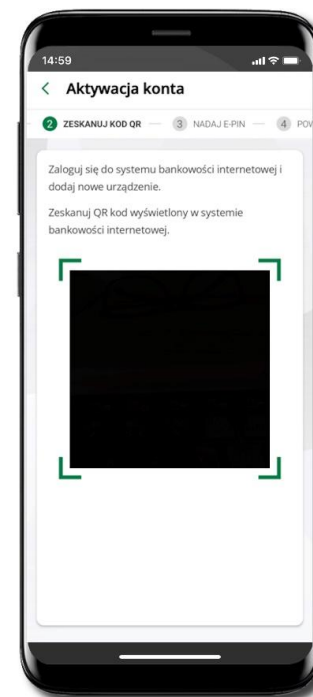 14:59
Aktywacja konta
2 ZESKANUJ KOD QR 3 NADAJ E-PIN 4 POW
Zaloguj się do systemu bankowości internetowej i
dodaj nowe urządzenie.
Zeskanuj QR kod wyświetlony w systemie
bankowości internetowej.